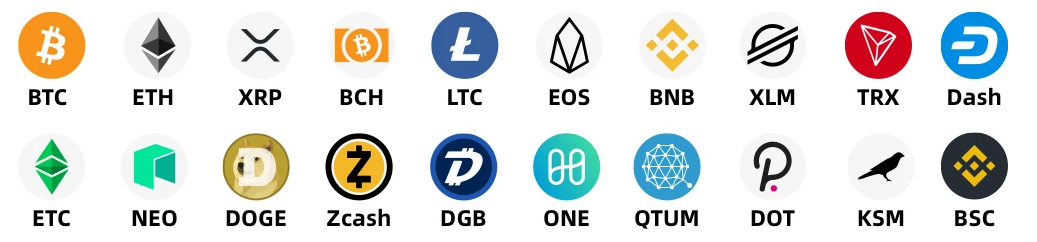 BTC ETH XRP BCH LTC EOS BNB XLM TRX Dash
ETC NEO DOGE Zcash DGB ONE QTUM DOT KSM BSC